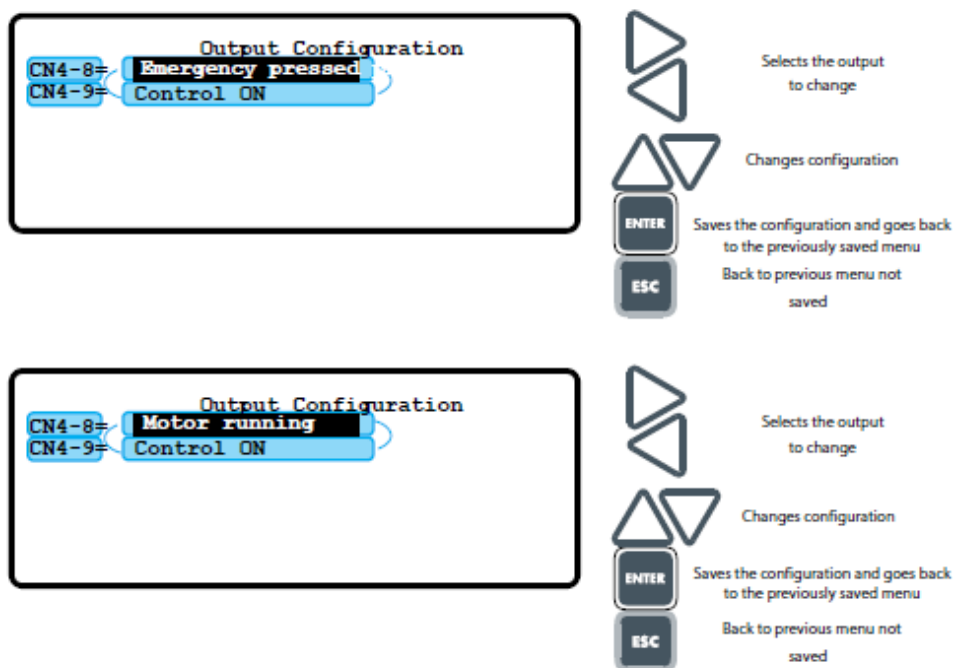 Output Configuration
CN4-8= Emergency pressed
CN4-9= Control ON
Selects the output
to change
Changes configuration
ENTER
Saves the configuration and goes back
to the previously saved menu
ESC
Back to previous menu not
saved
Output Configuration
CN4-8= Motor running
CN4-9= Control ON
Selects the output
to change
Changes configuration
ENTER
Saves the configuration and goes back
to the previously saved menu
ESC
Back to previous menu not
saved